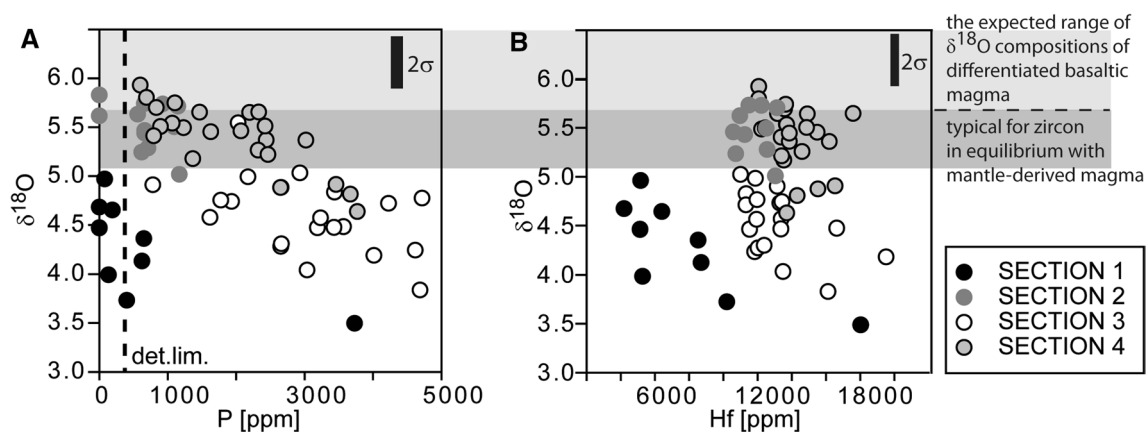 A
δ18O
6.0
5.5
5.0
4.5
4.0
3.5
3.0
2σ
det.lim.
0
1000
3000
5000
P [ppm]
B
δ18O
6.0
5.5
5.0
4.5
4.0
3.5
3.0
2σ
6000
12000
18000
Hf [ppm]
the expected range of
δ18O compositions of
differentiated basaltic
magma
typical for zircon
in equilibrium with
mantle-derived magma
SECTION 1
SECTION 2
SECTION 3
SECTION 4